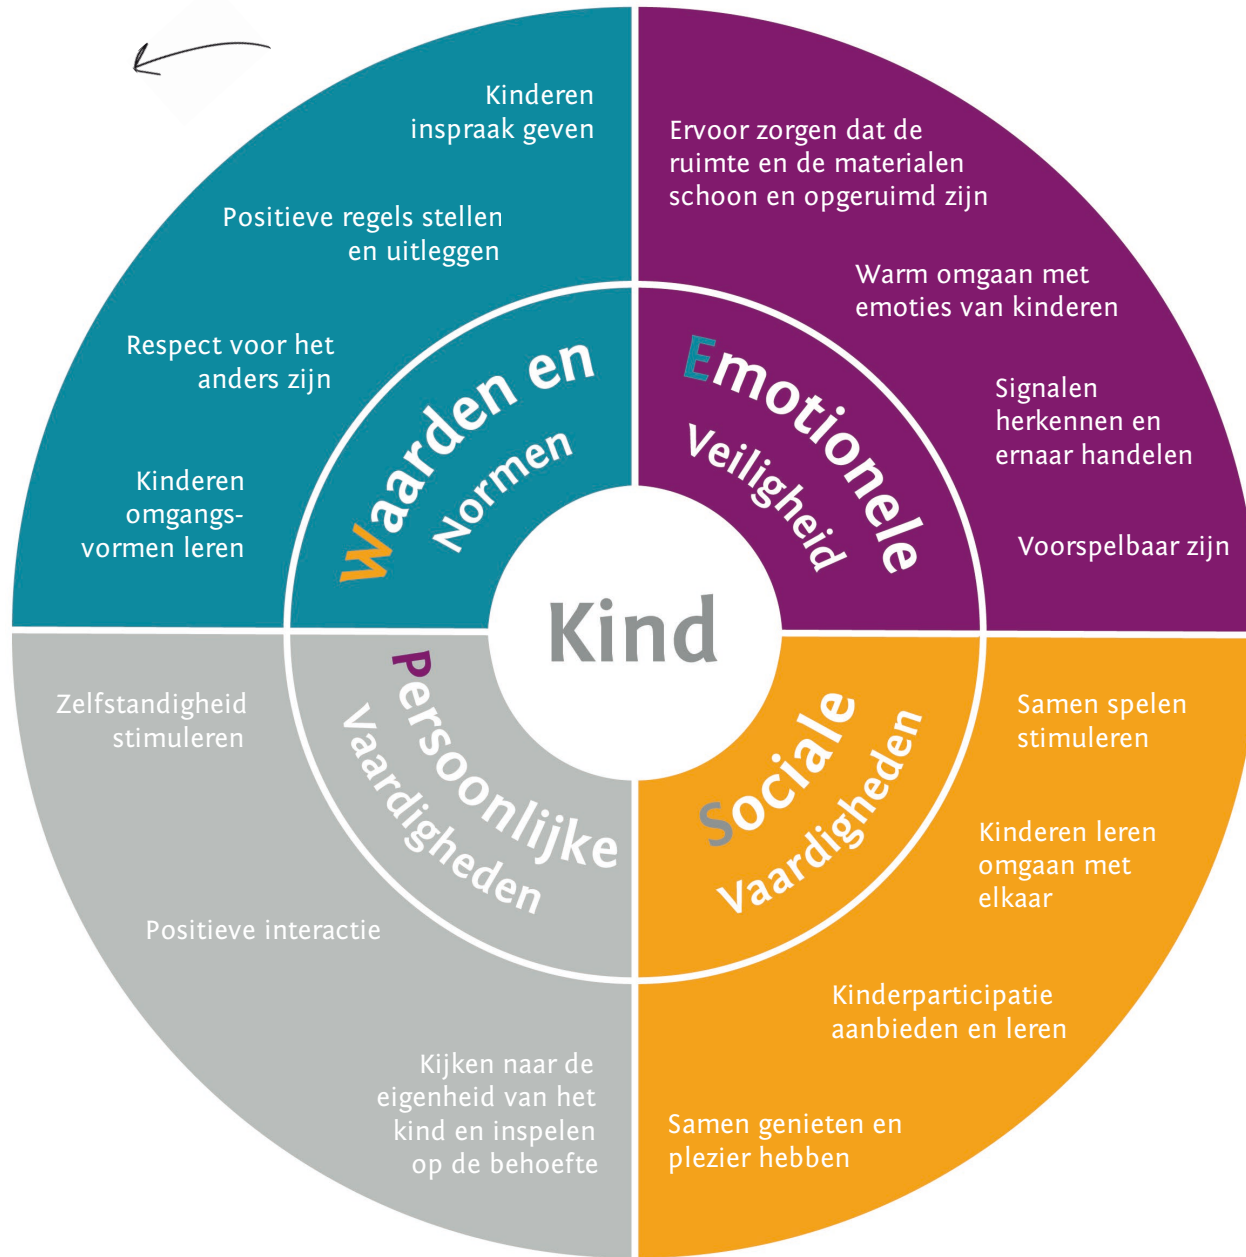 Kinderen
inspraak geven
Positieve regels stellen
en uitleggen
Respect voor het
anders zijn
Kinderen
omgangs-
vormen leren
Waarden en
Normen
Ervoor zorgen dat de
ruimte en de materialen
schoon en opgeruimd zijn
Warm omgaan met
emoties van kinderen
Signalen
herkennen en
ernaar handelen
Voorspelbaar zijn
Emotionele
Veiligheid
Kind
Zelfstandigheid
stimuleren
Positieve interactie
Kijken naar de
eigenheid van het
kind en inspelen
op de behoefte
Persoonlijke
Vaardigheden
Sociale
Vaardigheden
Samen spelen
stimuleren
Kinderen leren
omgaan met
elkaar
Kinderparticipatie
aanbieden en leren
Samen genieten en
plezier hebben